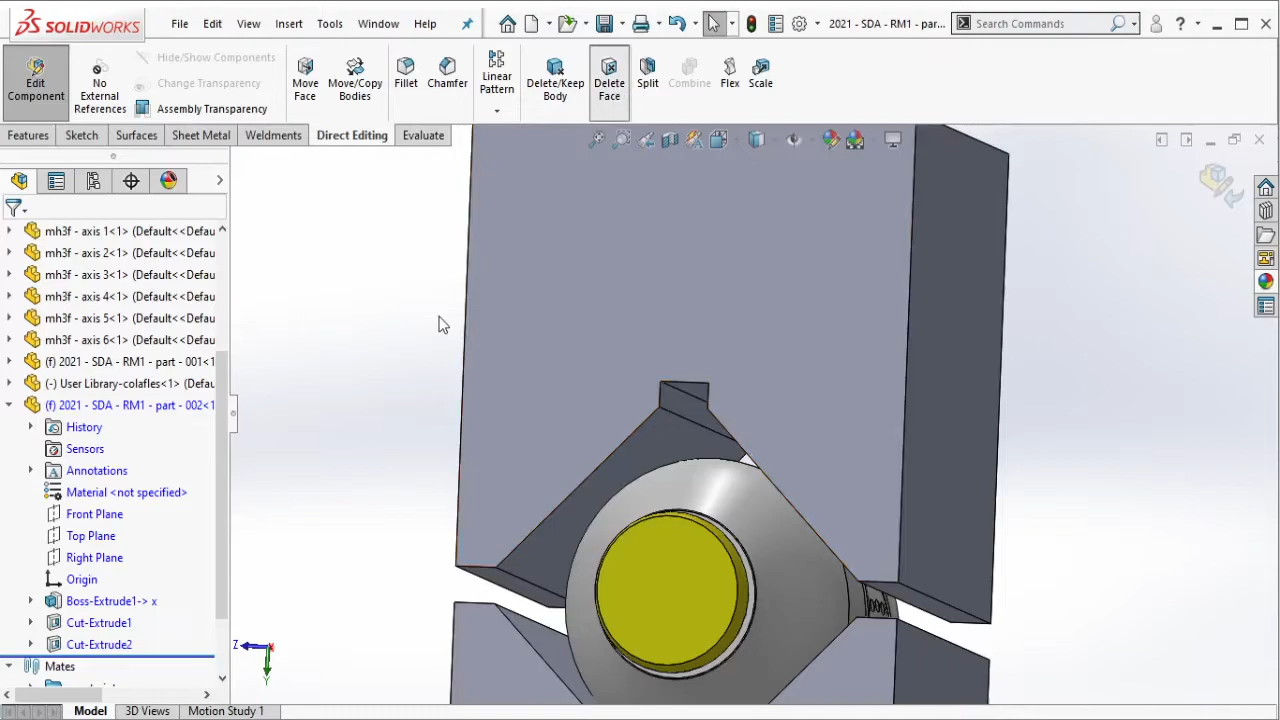 SOLIDWORKS
File Edit View Insert Tools Window Help
2021 - SDA - RM1 - par...
Search Commands
Edit Component
No External References
Hide/Show Components
Change Transparency
Assembly Transparency
Move Face
Move/Copy Bodies
Fillet
Chamfer
Linear Pattern
Delete/Keep Body
Delete Face
Split
Combine
Flex
Scale
Features Sketch Surfaces Sheet Metal Weldments Direct Editing Evaluate
mh3f - axis 1<1> (Default<<Defau
mh3f - axis 2<1> (Default<<Defau
mh3f - axis 3<1> (Default<<Defau
mh3f - axis 4<1> (Default<<Defau
mh3f - axis 5<1> (Default<<Defau
mh3f - axis 6<1> (Default<<Defau
(f) 2021 - SDA - RM1 - part - 001<1
(-) User Library-colafles<1> (Defau
(f) 2021 - SDA - RM1 - part - 002<1
History
Sensors
Annotations
Material <not specified>
Front Plane
Top Plane
Right Plane
Origin
Boss-Extrude1-> x
Cut-Extrude1
Cut-Extrude2
Mates
Z
Y
Model 3D Views Motion Study 1